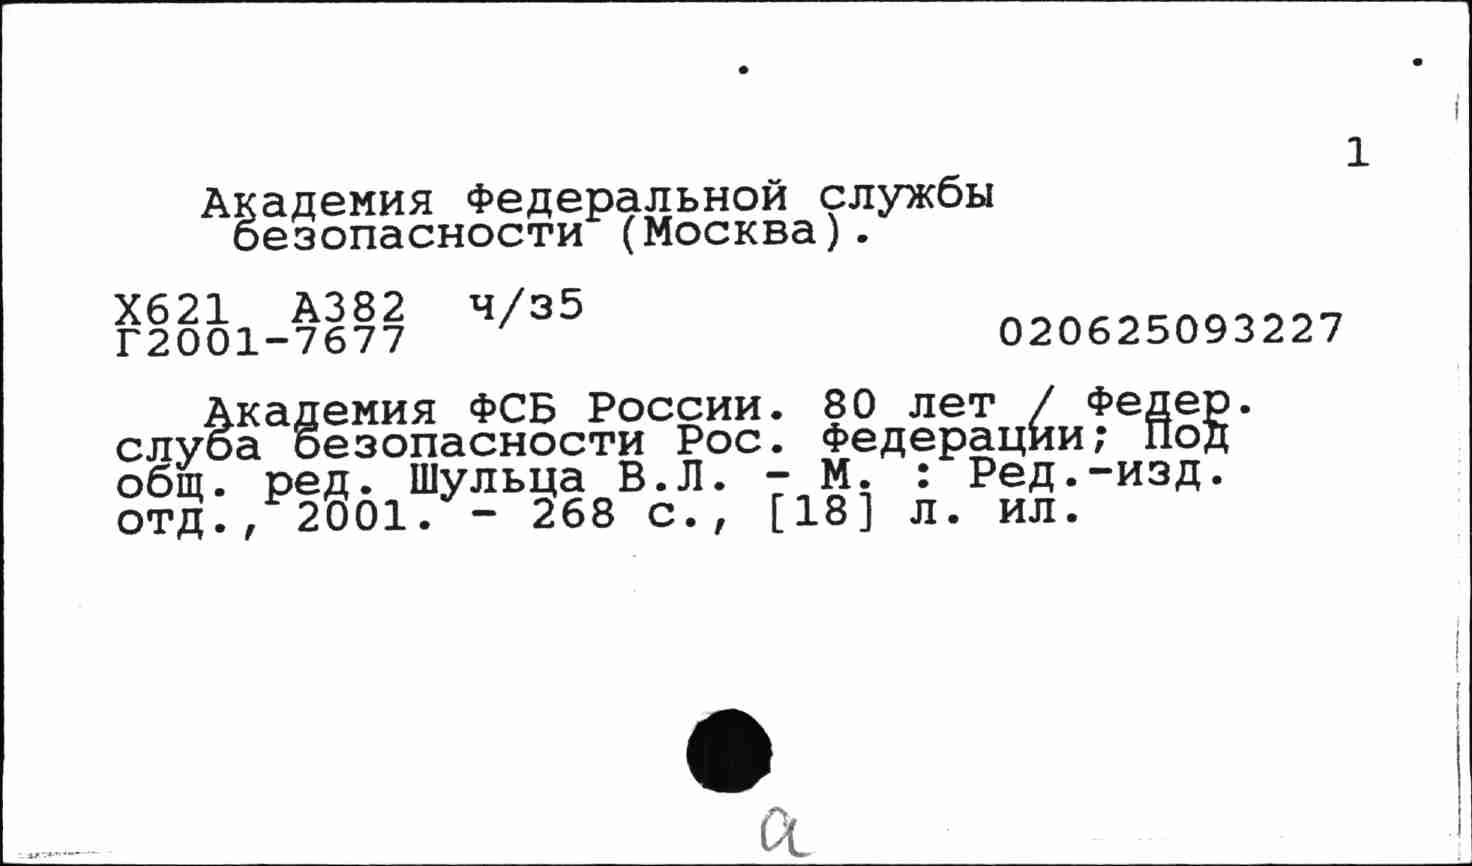 1
Академия Федеральной службы
безопасности (Москва).
Х621 А382 ч/з5
Г2001-7677
020625093227
Академия ФСБ России. 80 лет / Федер.
слуба безопасности Рос. Федерации; Под
общ. ред. Шульца В.Л. - М. : Ред.-изд.
отд., 2001. - 268 с., [18] л. ил.
а